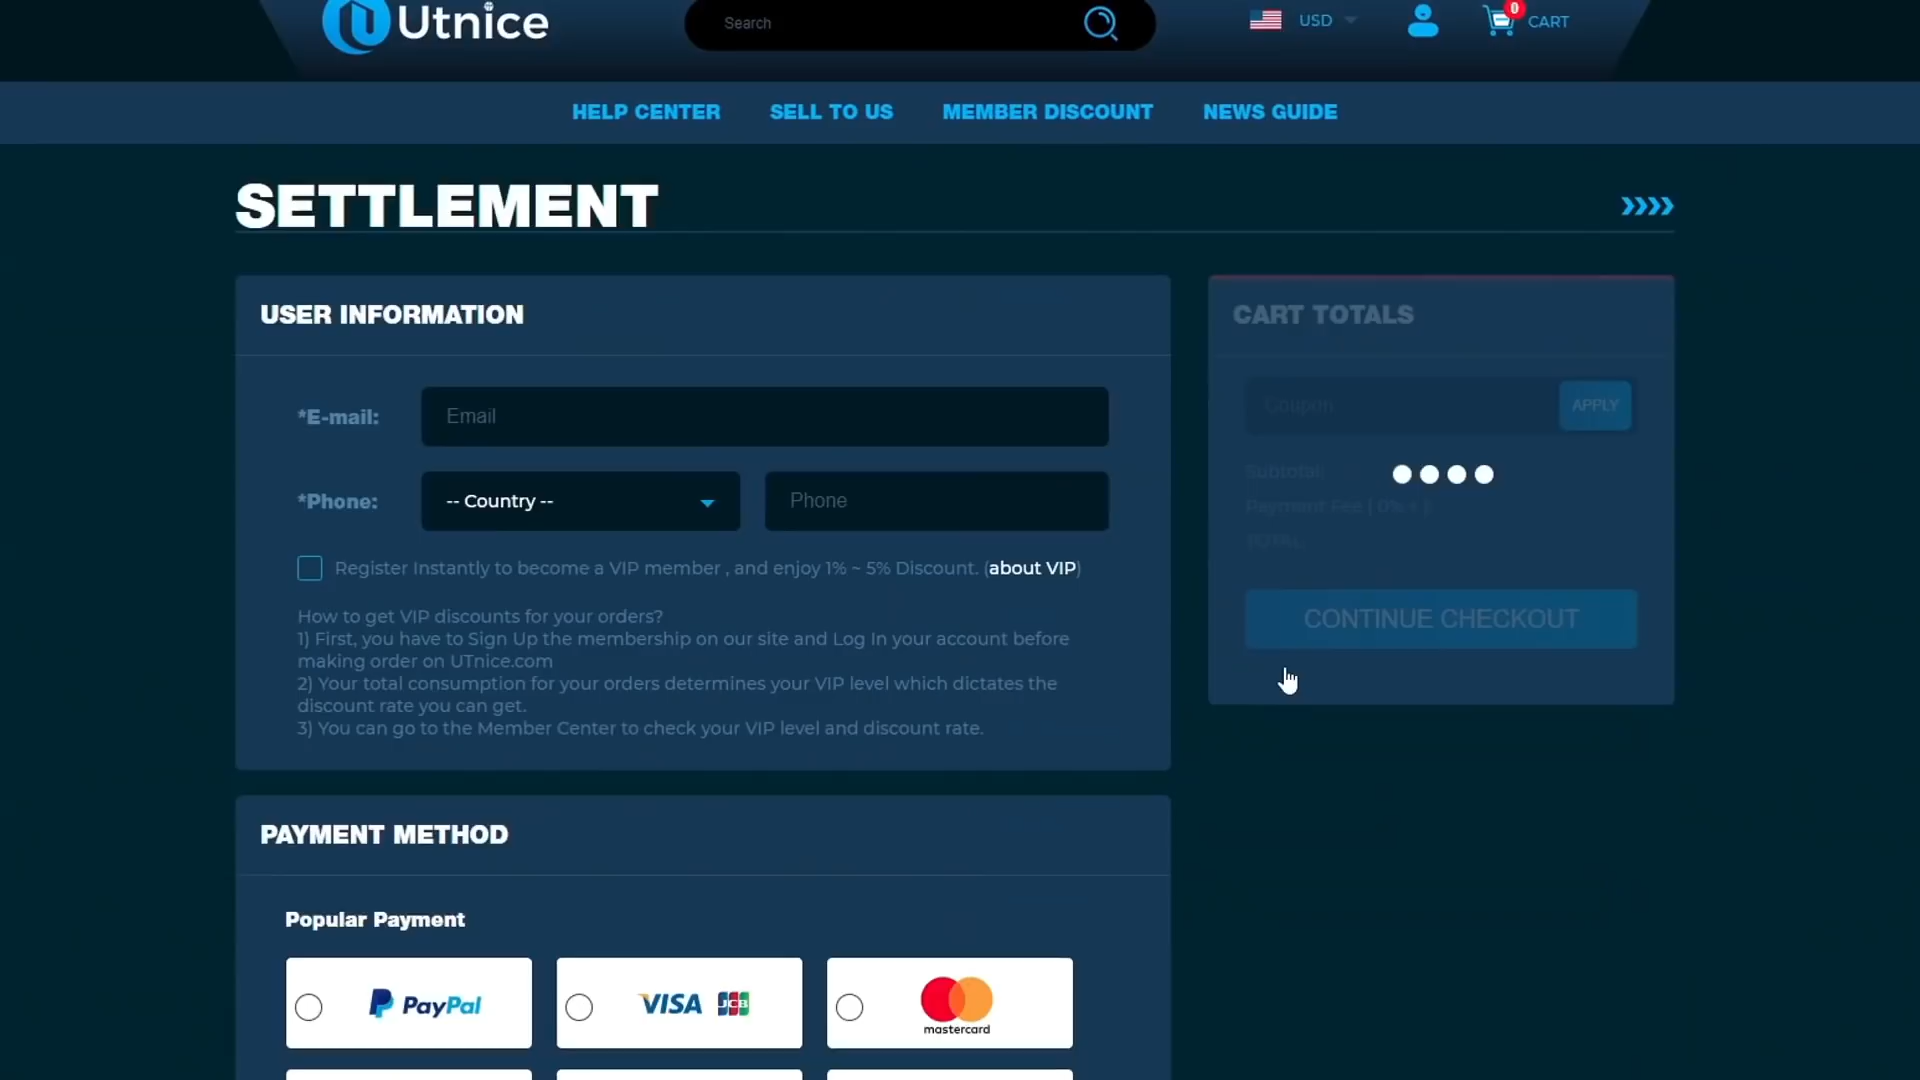 Utnice
Search
USD
0
CART
HELP CENTER
SELL TO US
MEMBER DISCOUNT
NEWS GUIDE
SETTLEMENT
USER INFORMATION
*E-mail:
Email
*Phone:
-- Country --
Phone
Register Instantly to become a VIP member , and enjoy 1% ~ 5% Discount. (about VIP)
How to get VIP discounts for your orders?
1) First, you have to Sign Up the membership on our site and Log In your account before
making order on UTnice.com
2) Your total consumption for your orders determines your VIP level which dictates the
discount rate you can get.
3) You can go to the Member Center to check your VIP level and discount rate.
CART TOTALS
Coupon
APPLY
Subtotal:
Payment Fee ( 0% + )
TOTAL
CONTINUE CHECKOUT
PAYMENT METHOD
Popular Payment
PayPal
VISA JCB
mastercard